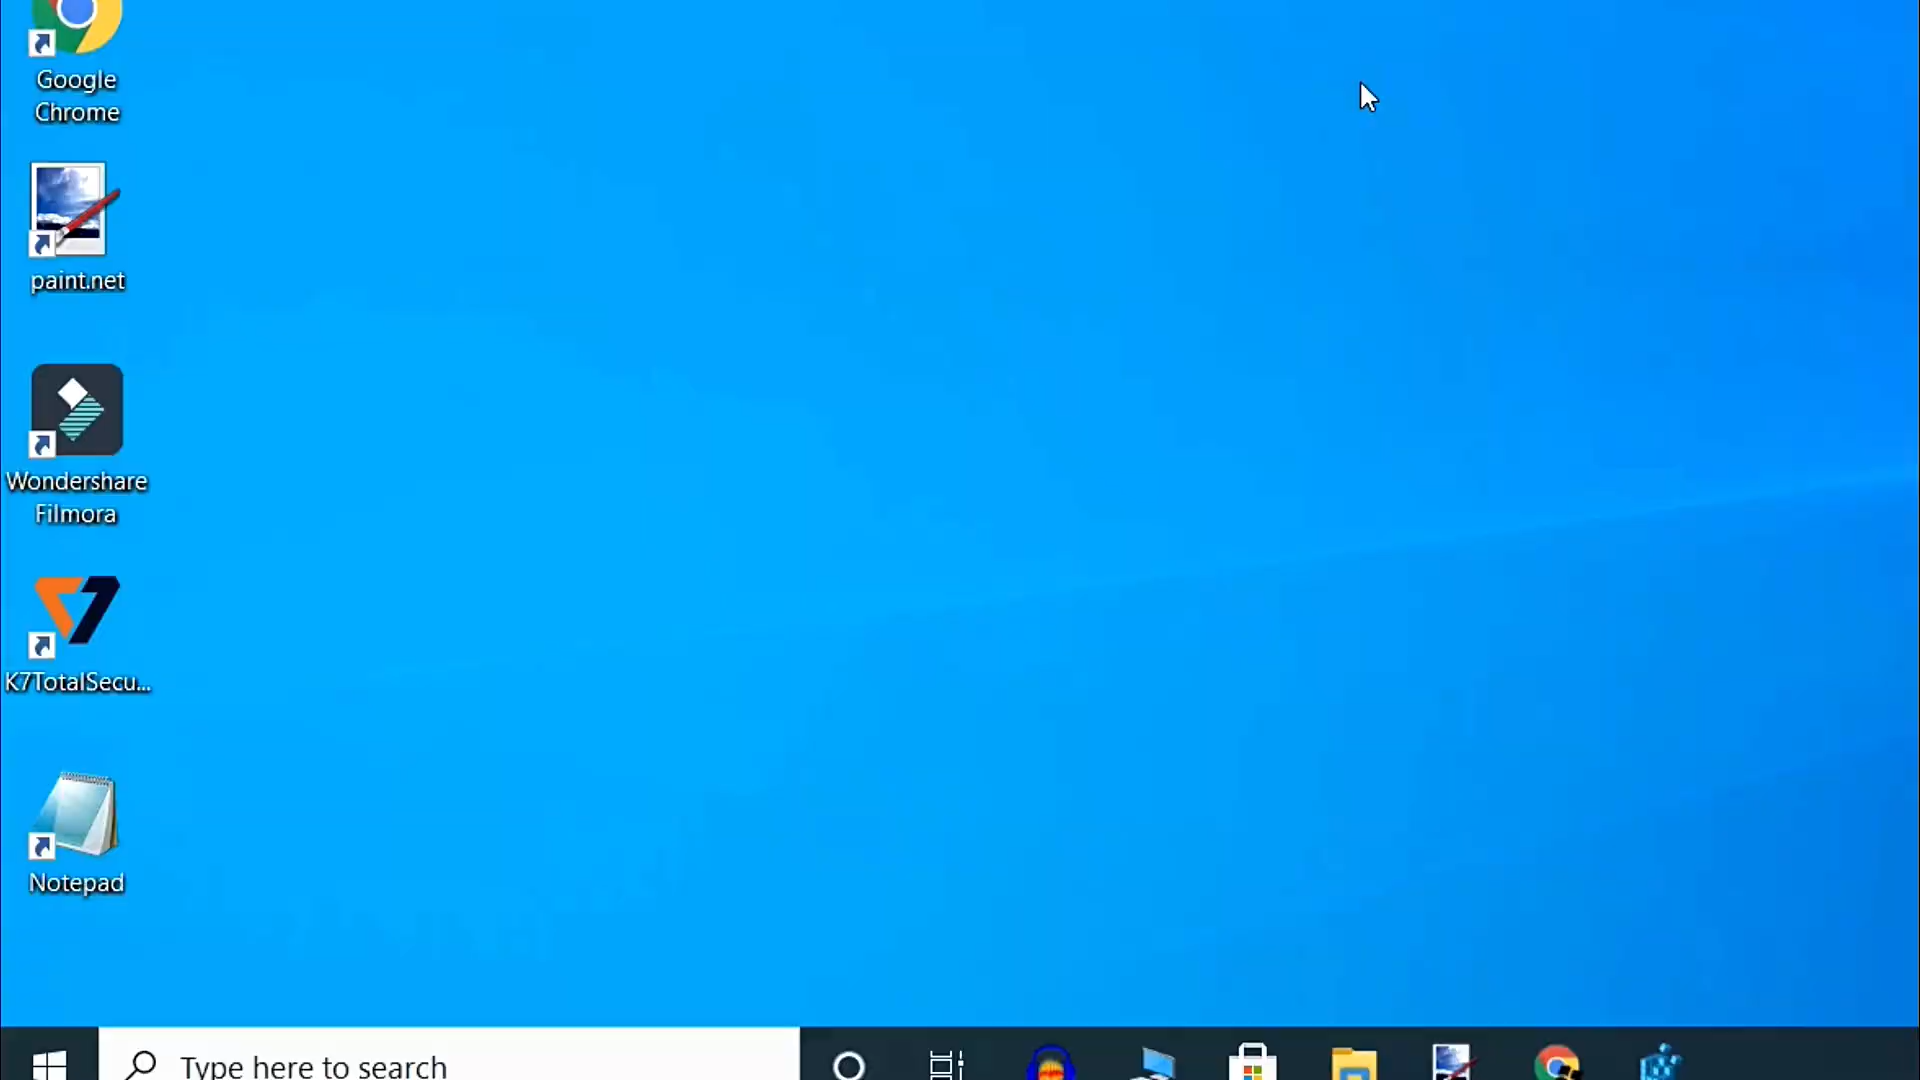 Google
Chrome
paint.net
Wondershare
Filmora
K7TotalSecu...
Notepad
Type here to search